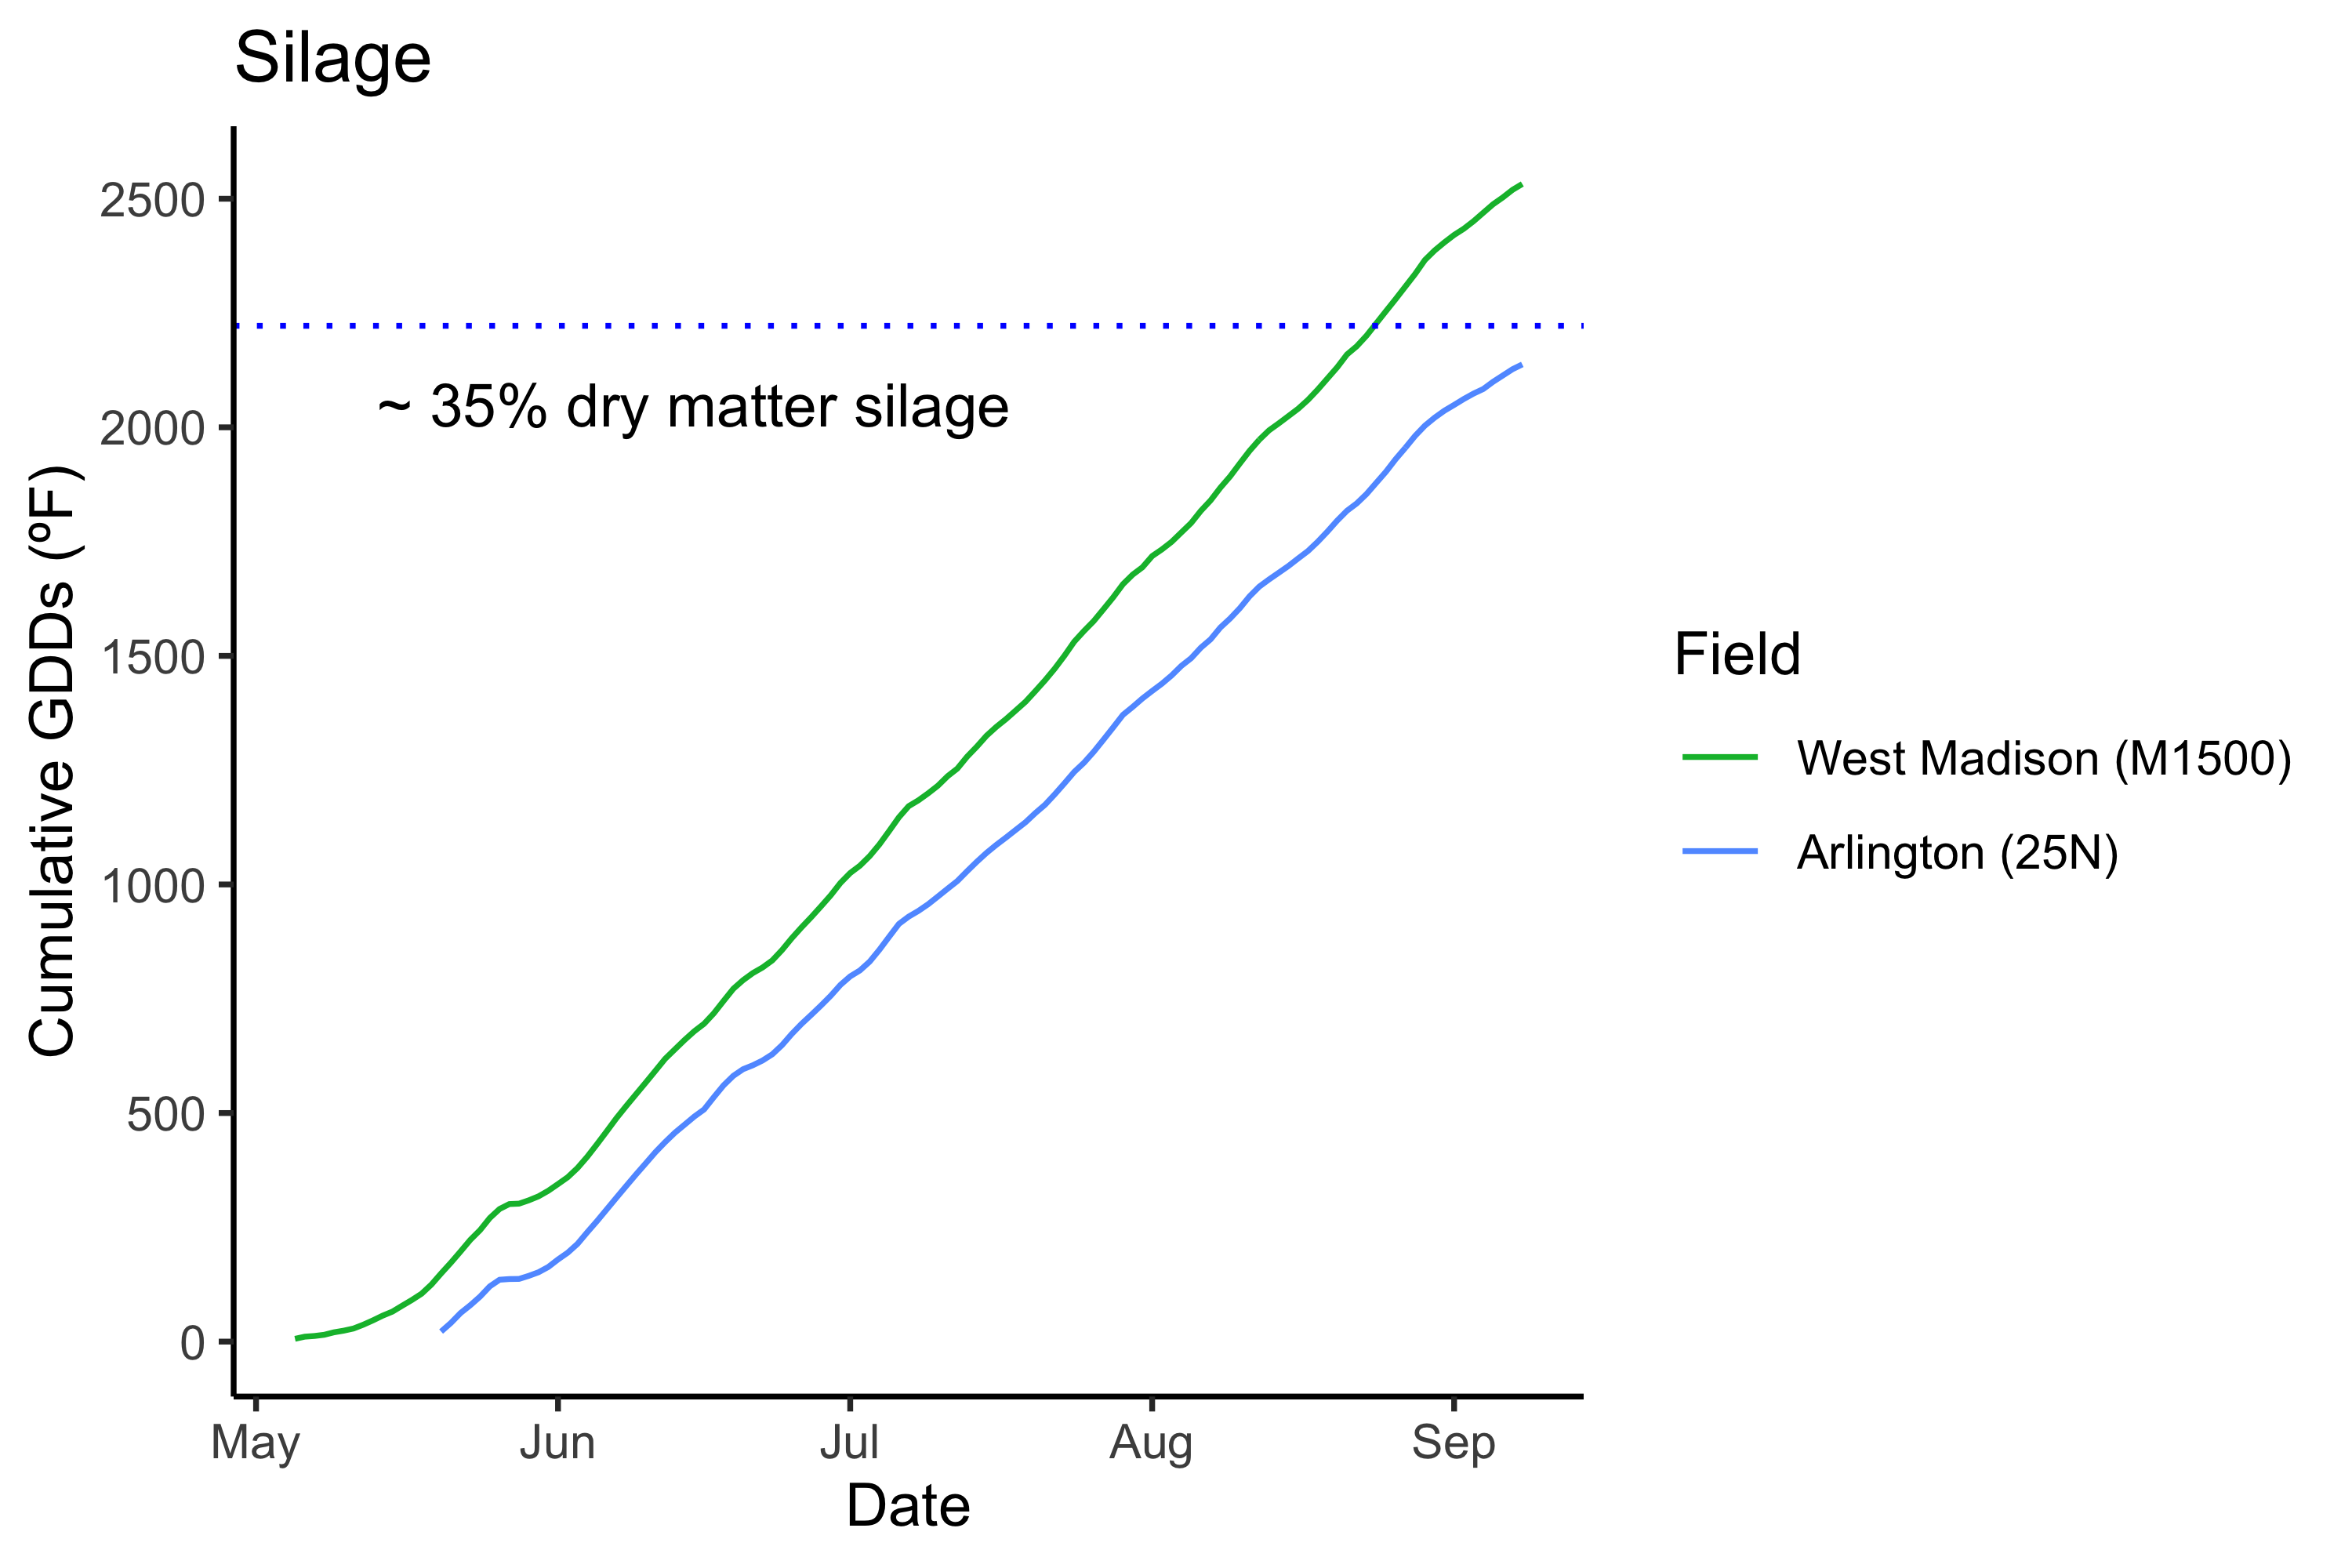 Silage
2500
2000
1500
1000
500
0
Cumulative GDDs (ºF)
~ 35% dry matter silage
May Jun Jul Aug Sep
Date
Field
West Madison (M1500)
Arlington (25N)